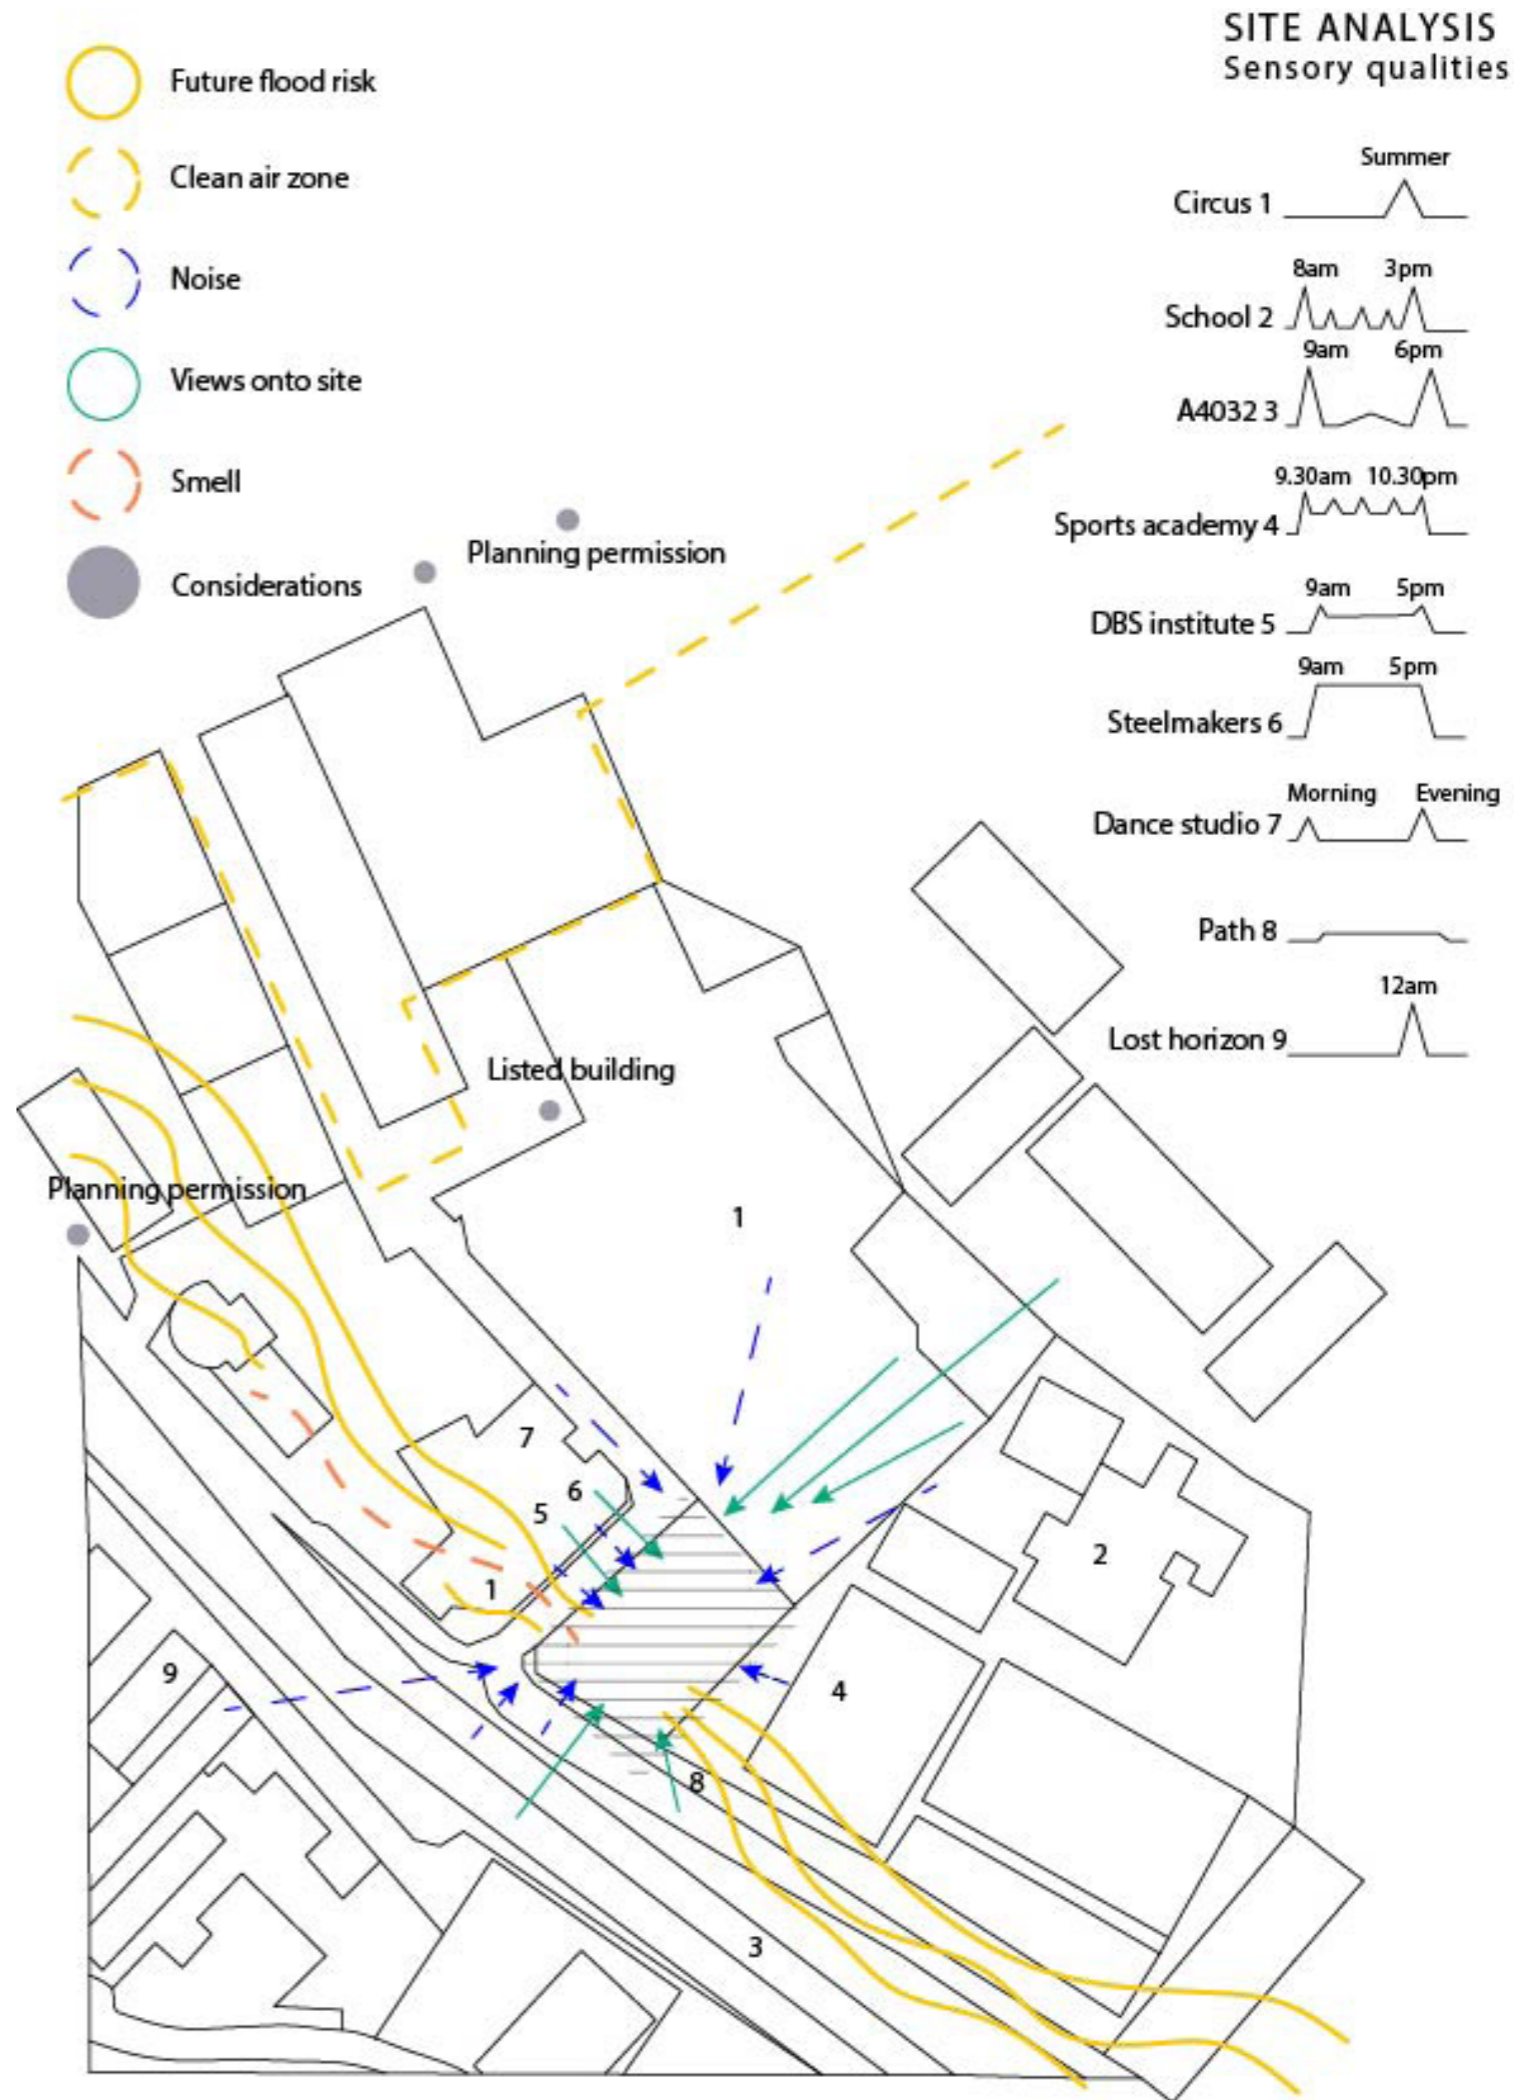 SITE ANALYSIS
Sensory qualities
Future flood risk
Clean air zone
Noise
Views onto site
Smell
Considerations
Summer
Circus 1
8am 3pm
School 2
9am 6pm
A4032 3
9.30am 10.30pm
Sports academy 4
9am 5pm
DBS institute 5
9am 5pm
Steelmakers 6
Morning Evening
Dance studio 7
Path 8
12am
Lost horizon 9
Planning permission
Listed building
Planning permission
1
7
6
5
2
1
9
4
8
3